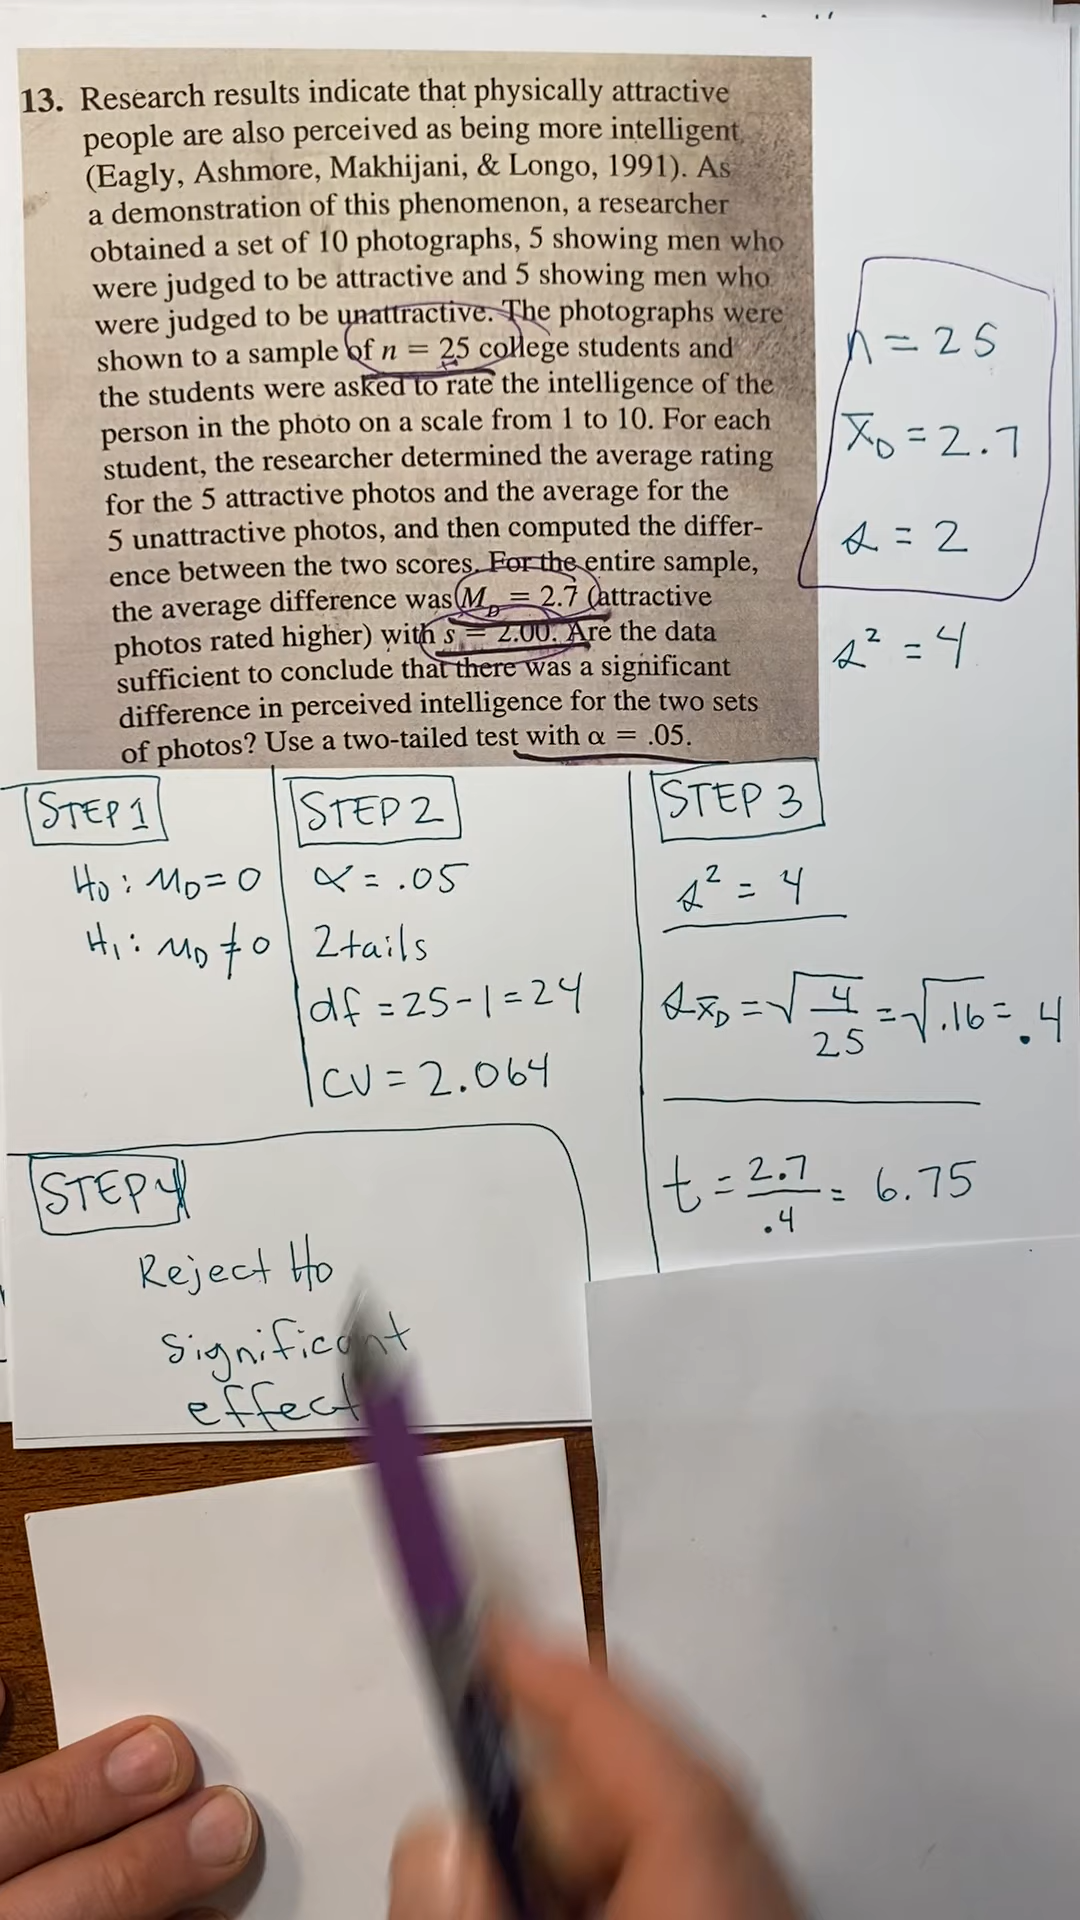 13. Research results indicate that physically attractive
people are also perceived as being more intelligent
(Eagly, Ashmore, Makhijani, & Longo, 1991). As
a demonstration of this phenomenon, a researcher
obtained a set of 10 photographs, 5 showing men who
were judged to be attractive and 5 showing men who
were judged to be unattractive. The photographs were
shown to a sample of n = 25 college students and
the students were asked to rate the intelligence of the
person in the photo on a scale from 1 to 10. For each
student, the researcher determined the average rating
for the 5 attractive photos and the average for the
5 unattractive photos, and then computed the differ-
ence between the two scores. For the entire sample,
the average difference was M_D = 2.7 (attractive
photos rated higher) with s = 2.00. Are the data
sufficient to conclude that there was a significant
difference in perceived intelligence for the two sets
of photos? Use a two-tailed test with α = .05.
n = 25
x̄_D = 2.7
s = 2
s² = 4
STEP 1
H₀: μ_D = 0
H₁: μ_D ≠ 0
STEP 2
α = .05
2 tails
df = 25 - 1 = 24
CV = 2.064
STEP 3
s² = 4
s_x̄_D = √4/25 = √.16 = .4
t = 2.7/.4 = 6.75
STEP 4
Reject H₀
significant
effect